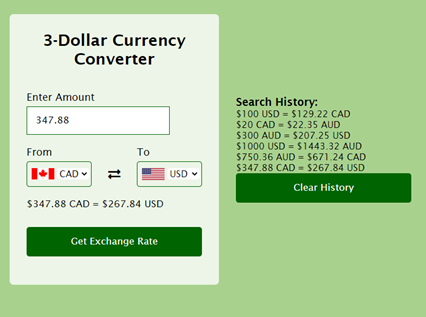 3-Dollar Currency
Converter
Enter Amount
347.88
From
To
CAD
USD
$347.88 CAD = $267.84 USD
Get Exchange Rate
Search History:
$100 USD = $129.22 CAD
$20 CAD = $22.35 AUD
$300 AUD = $207.25 USD
$1000 USD = $1443.32 AUD
$750.36 AUD = $671.24 CAD
$347.88 CAD = $267.84 USD
Clear History